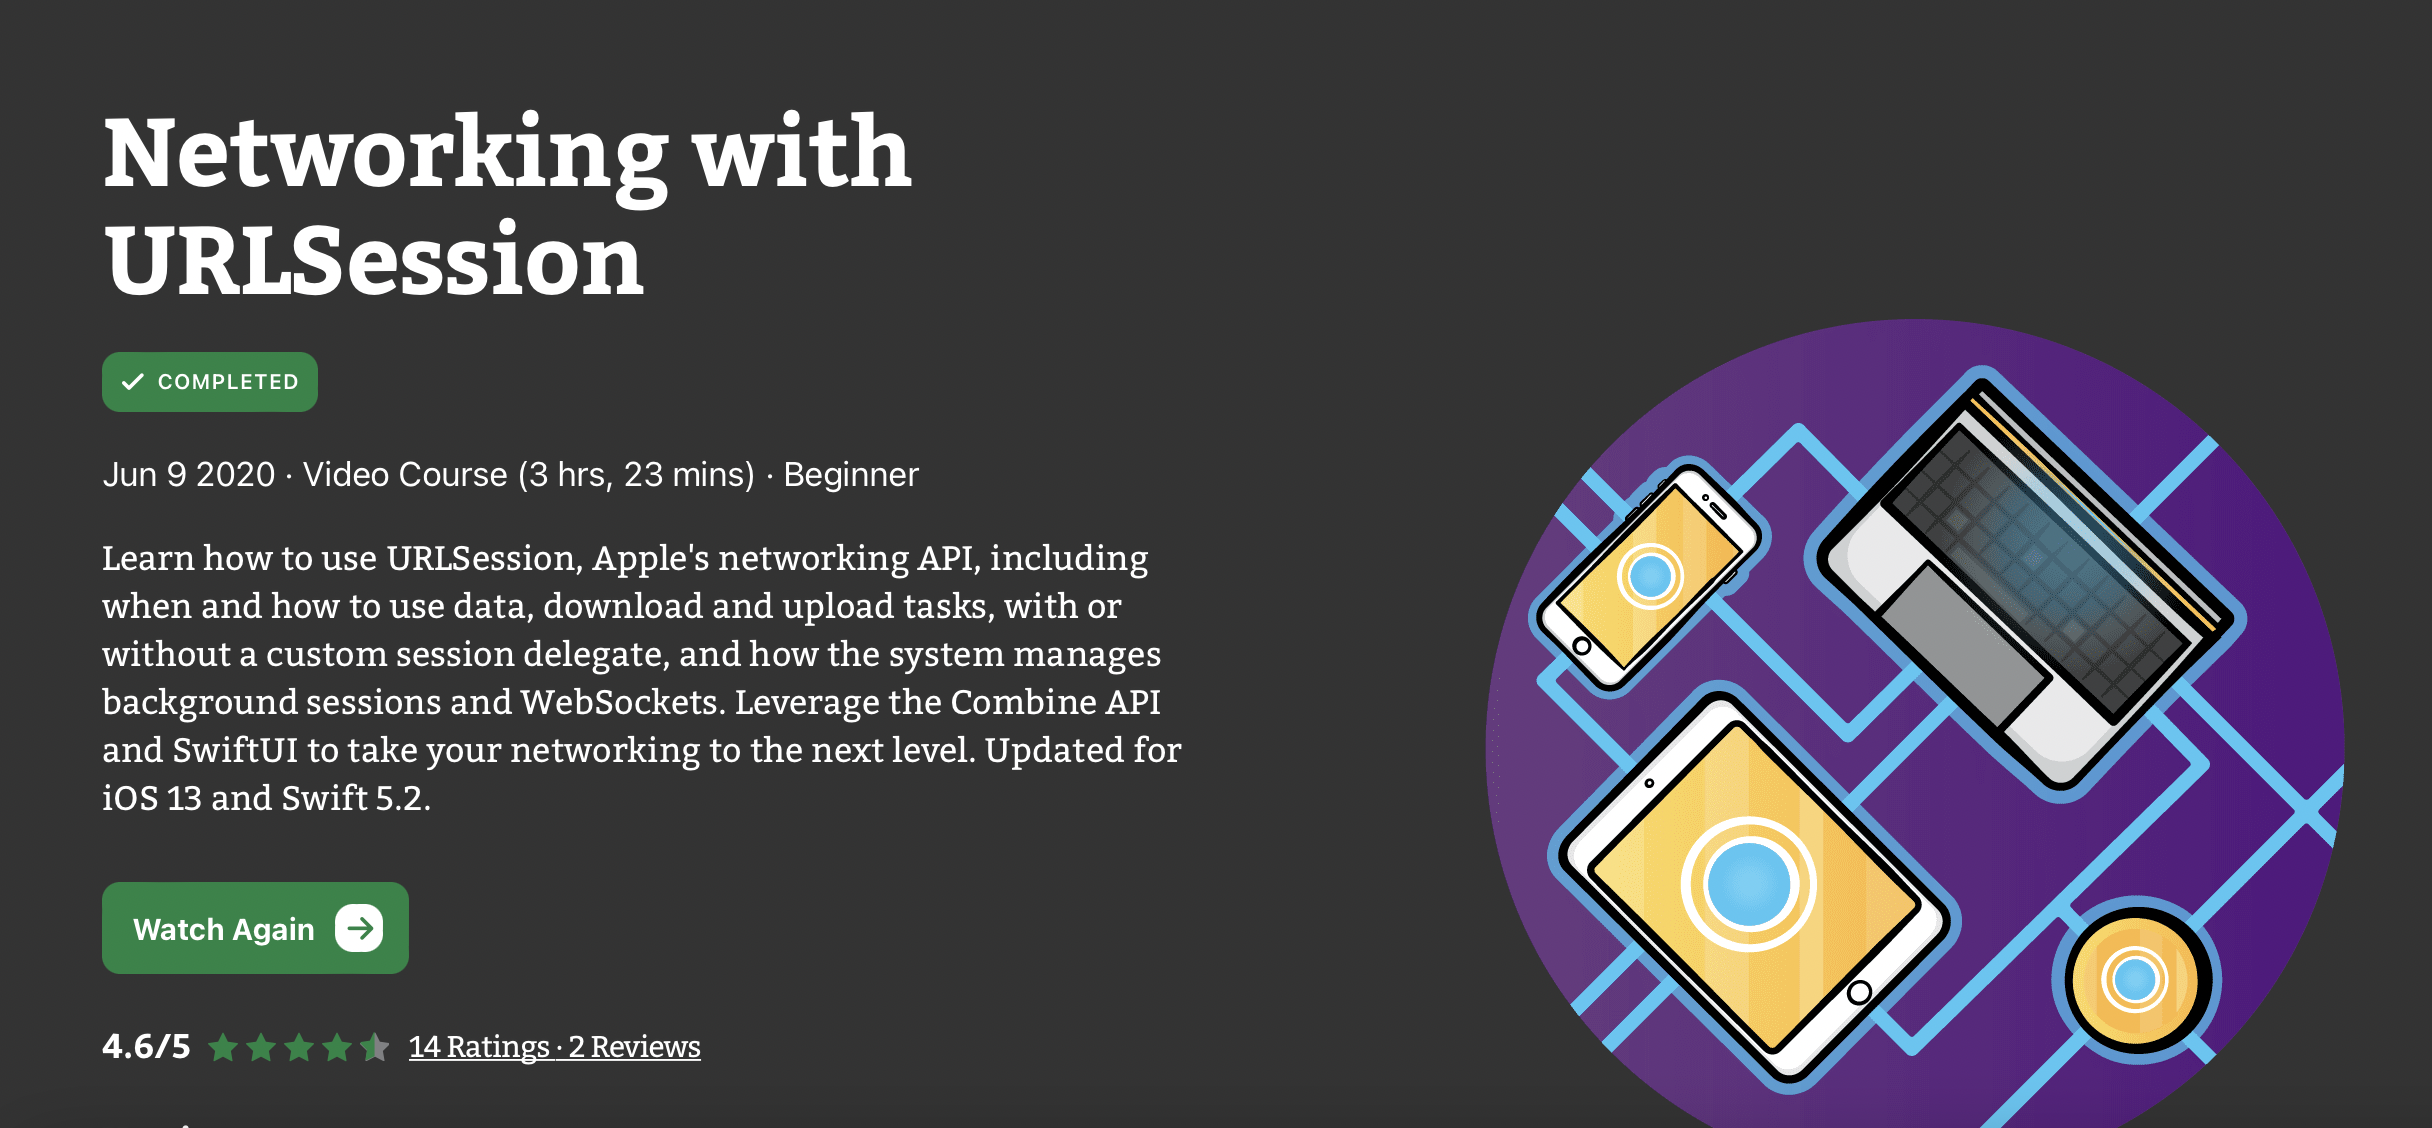 Networking with
URLSession
COMPLETED
Jun 9 2020 · Video Course (3 hrs, 23 mins) · Beginner
Learn how to use URLSession, Apple's networking API, including
when and how to use data, download and upload tasks, with or
without a custom session delegate, and how the system manages
background sessions and WebSockets. Leverage the Combine API
and SwiftUI to take your networking to the next level. Updated for
iOS 13 and Swift 5.2.
Watch Again
4.6/5 14 Ratings · 2 Reviews